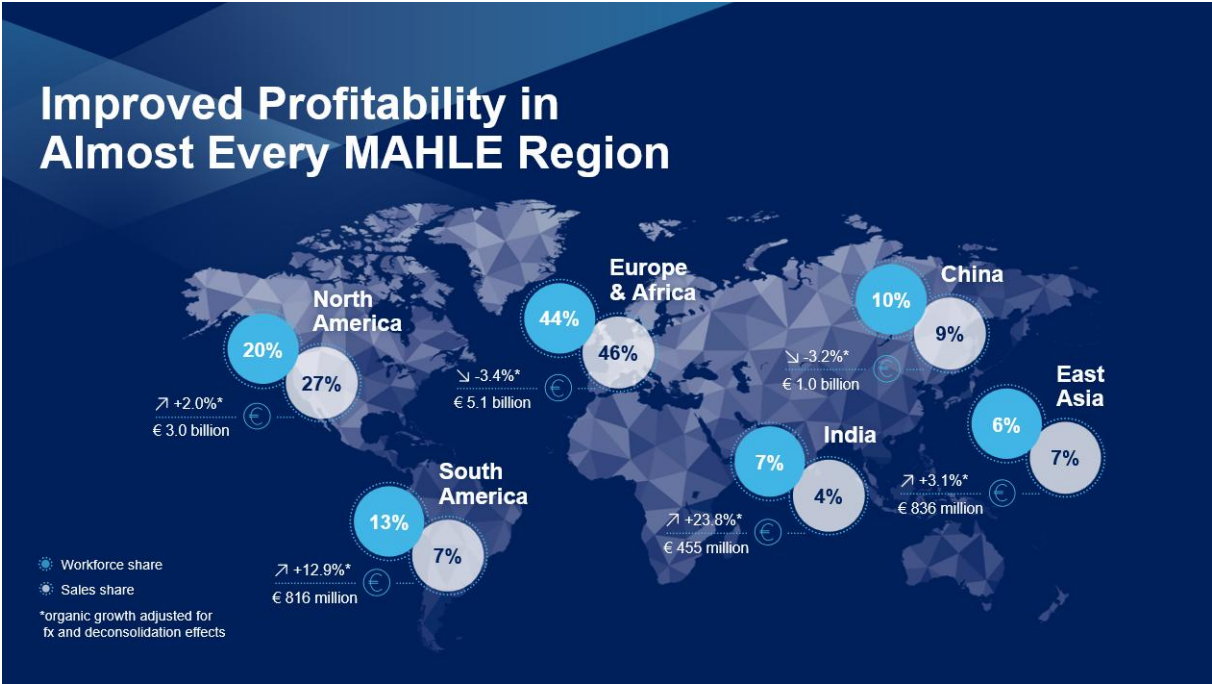 Improved Profitability in
Almost Every MAHLE Region
North
America
20%
27%
+2.0%*
€ 3.0 billion
€
South
America
13%
7%
+12.9%*
€ 816 million
€
Europe
& Africa
44%
46%
-3.4%*
€ 5.1 billion
€
China
10%
9%
-3.2%*
€ 1.0 billion
€
India
7%
4%
+23.8%*
€ 455 million
€
East
Asia
6%
7%
+3.1%*
€ 836 million
€
Workforce share
Sales share
*organic growth adjusted for
fx and deconsolidation effects